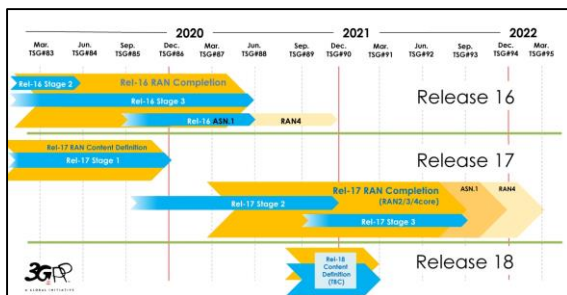 2020 2021 2022
Mar. Jun. Sep. Dec. Mar. Jun. Sep. Dec. Mar. Jun. Sep. Dec. Mar.
TSG#83 TSG#84 TSG#85 TSG#86 TSG#87 TSG#88 TSG#89 TSG#90 TSG#91 TSG#92 TSG#93 TSG#94 TSG#95
Rel-16 RAN Completion
Rel-16 Stage 2
Rel-16 Stage 3
Release 16
Rel-16 ASN.1 RAN4
Release 17
Rel-17 RAN Content Definition
Rel-17 Stage 1
Rel-17 RAN Completion
(RAN2/3/4core)
ASN.1 RAN4
Rel-17 Stage 2
Rel-17 Stage 3
Release 18
Rel-18
Content
Definition
(TBC)
3GPP
A GLOBAL INITIATIVE